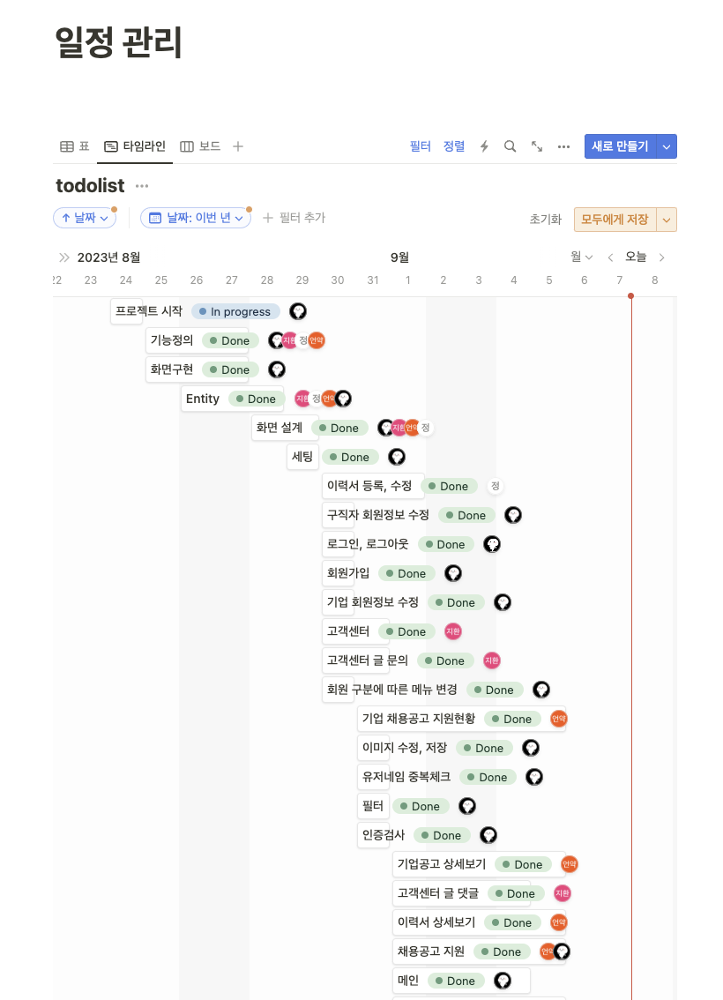 일정 관리
표 타임라인 보드 필터 정렬 새로 만들기
todolist
날짜 날짜: 이번 년 필터 추가 초기화 모두에게 저장
2023년 8월 9월 월 오늘
22 23 24 25 26 27 28 29 30 31 1 2 3 4 5 6 7 8
프로젝트 시작 In progress
기능정의 Done 지환 정 언약
화면구현 Done
Entity Done 지환 정 언약
화면 설계 Done 지환 언약 정
세팅 Done
이력서 등록, 수정 Done 정
구직자 회원정보 수정 Done
로그인, 로그아웃 Done
회원가입 Done
기업 회원정보 수정 Done
고객센터 Done 지환
고객센터 글 문의 Done 지환
회원 구분에 따른 메뉴 변경 Done
기업 채용공고 지원현황 Done 언약
이미지 수정, 저장 Done
유저네임 중복체크 Done
필터 Done
인증검사 Done
기업공고 상세보기 Done 언약
고객센터 글 댓글 Done 지환
이력서 상세보기 Done 언약
채용공고 지원 Done 언약
메인 Done